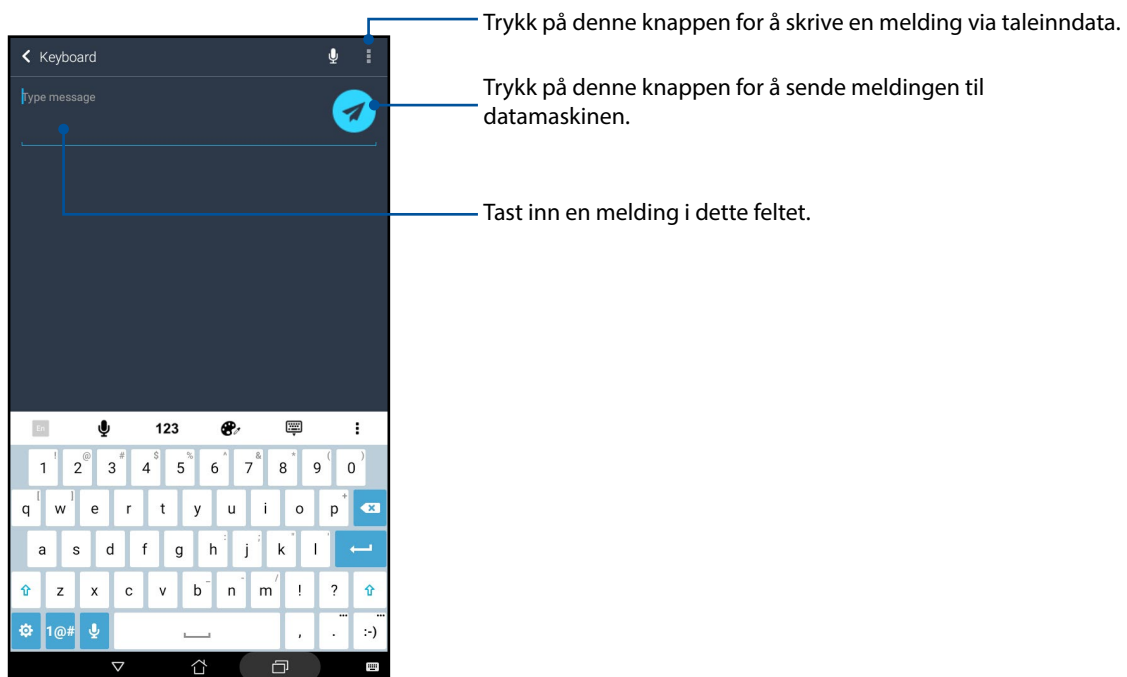 Trykk på denne knappen for å skrive en melding via taleinndata.
Keyboard
Type message
Trykk på denne knappen for å sende meldingen til
datamaskinen.
Tast inn en melding i dette feltet.
En 123
! @ # $ % ^ & * ( )
1 2 3 4 5 6 7 8 9 0
[ ] +
q w e r t y u i o p
: ; " '
a s d f g h j k l
_ - /
z x c v b n m ! ?
1@# , . :-)